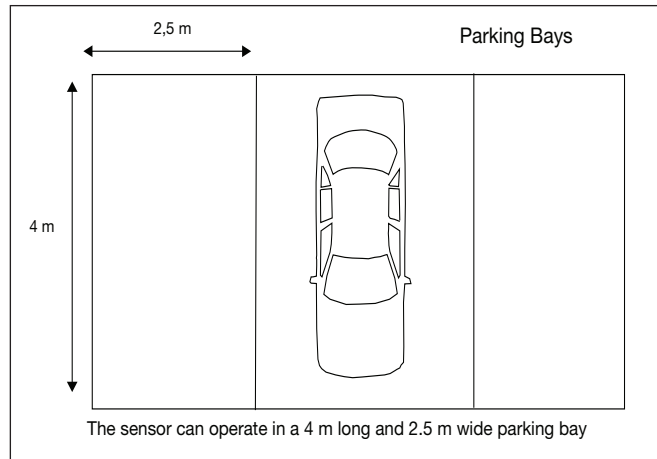 2,5 m
Parking Bays
4 m
The sensor can operate in a 4 m long and 2.5 m wide parking bay